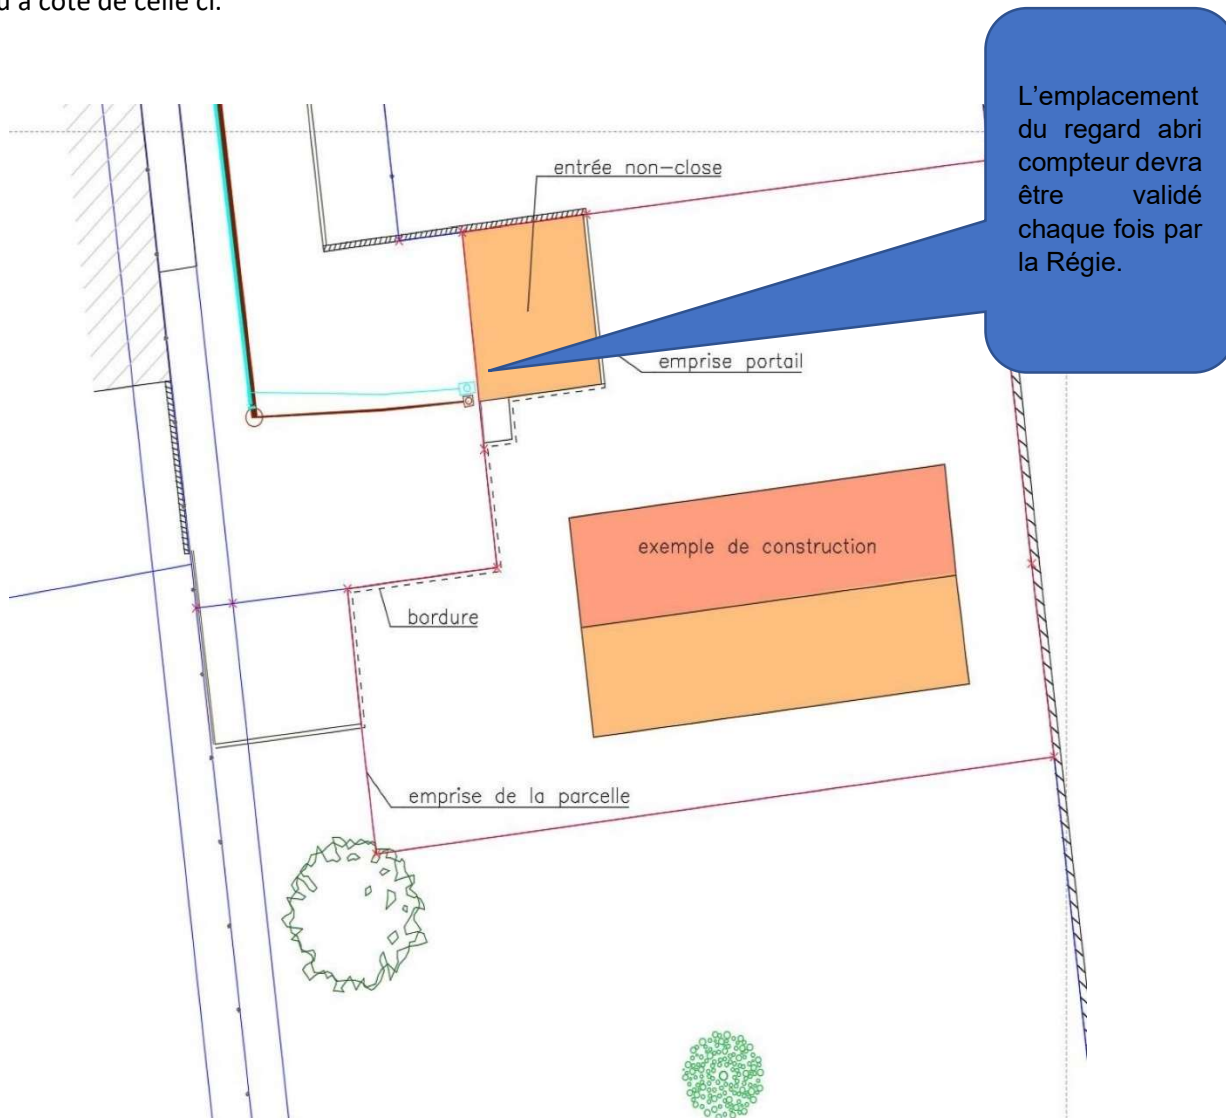 u à côté de celle ci.
L'emplacement
du regard abri
compteur devra
être validé
chaque fois par
la Régie.
entrée non-close
emprise portail
exemple de construction
bordure
emprise de la parcelle